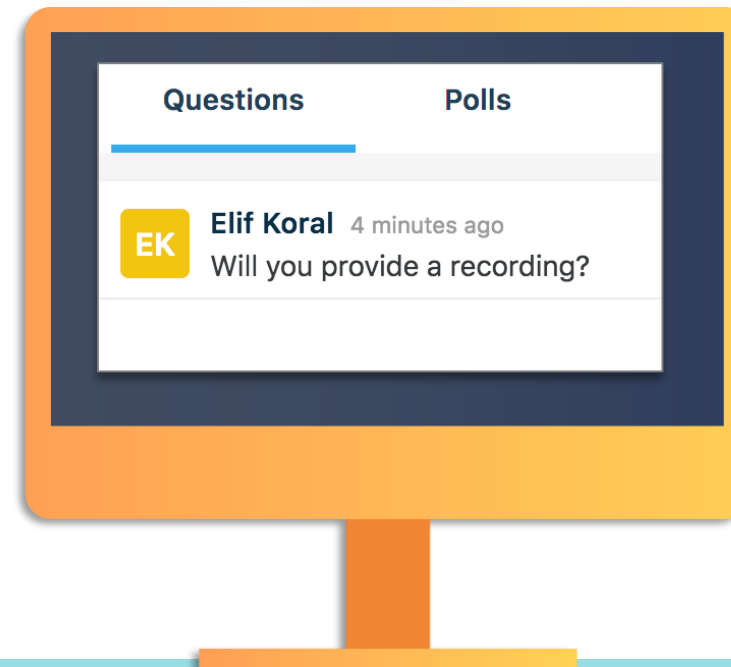 Questions Polls
EK
Elif Koral 4 minutes ago
Will you provide a recording?